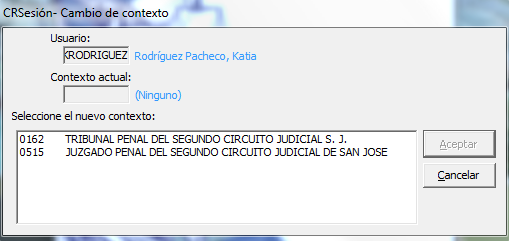 CRSesión- Cambio de contexto
Usuario:
KRODRIGUEZ Rodríguez Pacheco, Katia
Contexto actual:
(Ninguno)
Seleccione el nuevo contexto:
0162 TRIBUNAL PENAL DEL SEGUNDO CIRCUITO JUDICIAL S. J.
0515 JUZGADO PENAL DEL SEGUNDO CIRCUITO JUDICIAL DE SAN JOSE
Aceptar
Cancelar